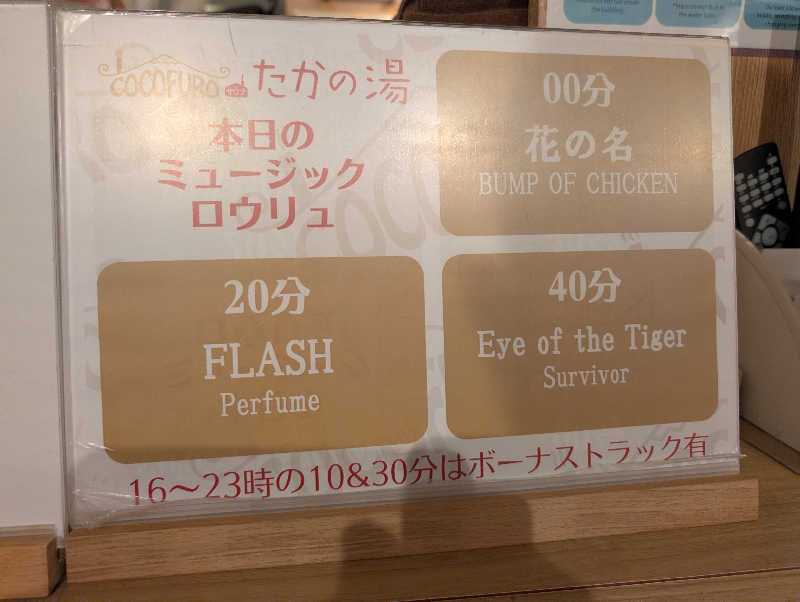 COCOFURO たかの湯
サウナ
本日の
ミュージック
ロウリュ
00分
花の名
BUMP OF CHICKEN
20分
FLASH
Perfume
40分
Eye of the Tiger
Survivor
16～23時の10&30分はボーナストラック有